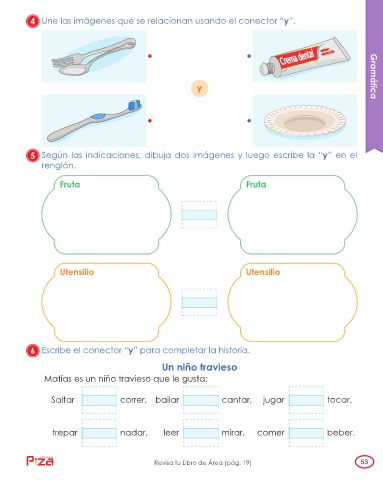 4 Une las imágenes que se relacionan usando el conector "y".
Crema dental
y
Gramática
5 Según las indicaciones, dibuja dos imágenes y luego escribe la "y" en el
renglón.
Fruta Fruta
Utensilio Utensilio
6 Escribe el conector "y" para completar la historia.
Un niño travieso
Matías es un niño travieso que le gusta:
Saltar correr, bailar cantar, jugar tocar,
trepar nadar, leer mirar, comer beber.
Piza
Revisa tu Libro de Área (pág. 19)
53